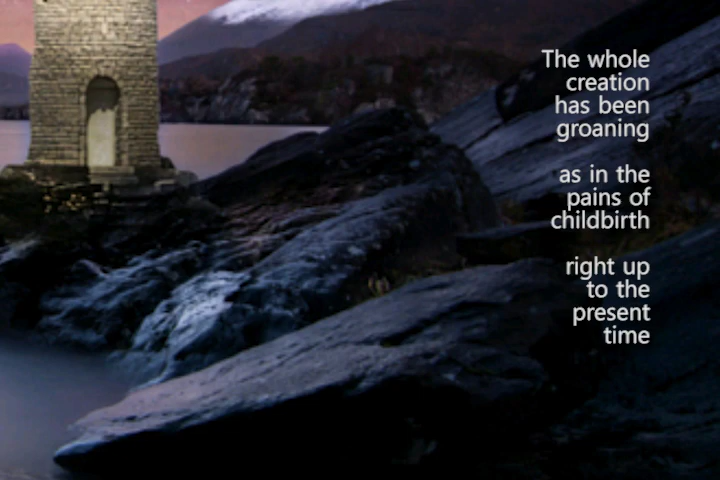 The whole
creation
has been
groaning
as in the
pains of
childbirth
right up
to the
present
time